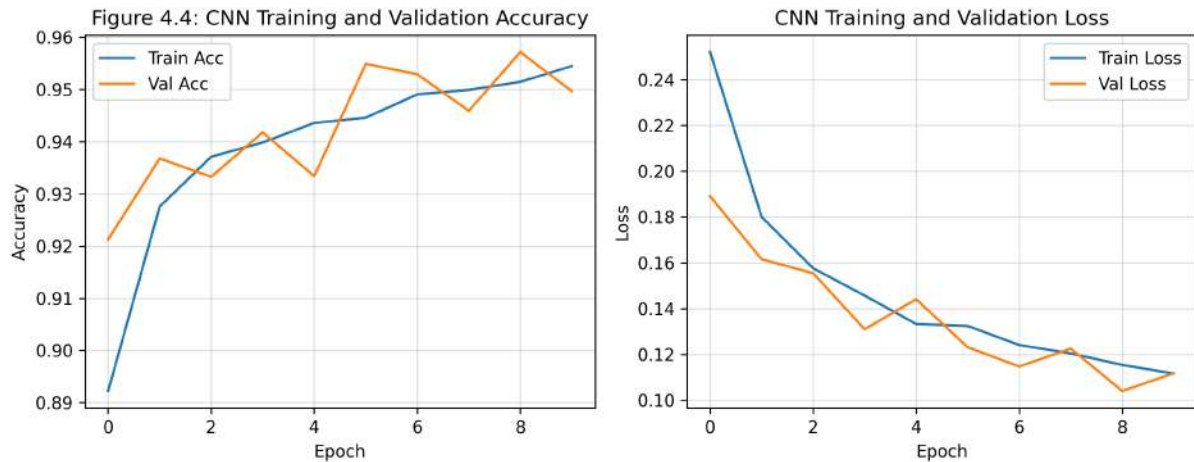 Figure 4.4: CNN Training and Validation Accuracy
0.96
0.95
0.94
0.93
0.92
0.91
0.90
0.89
Accuracy
Train Acc
Val Acc
0
2
4
6
8
Epoch
CNN Training and Validation Loss
0.24
0.22
0.20
0.18
0.16
0.14
0.12
0.10
Loss
Train Loss
Val Loss
0
2
4
6
8
Epoch